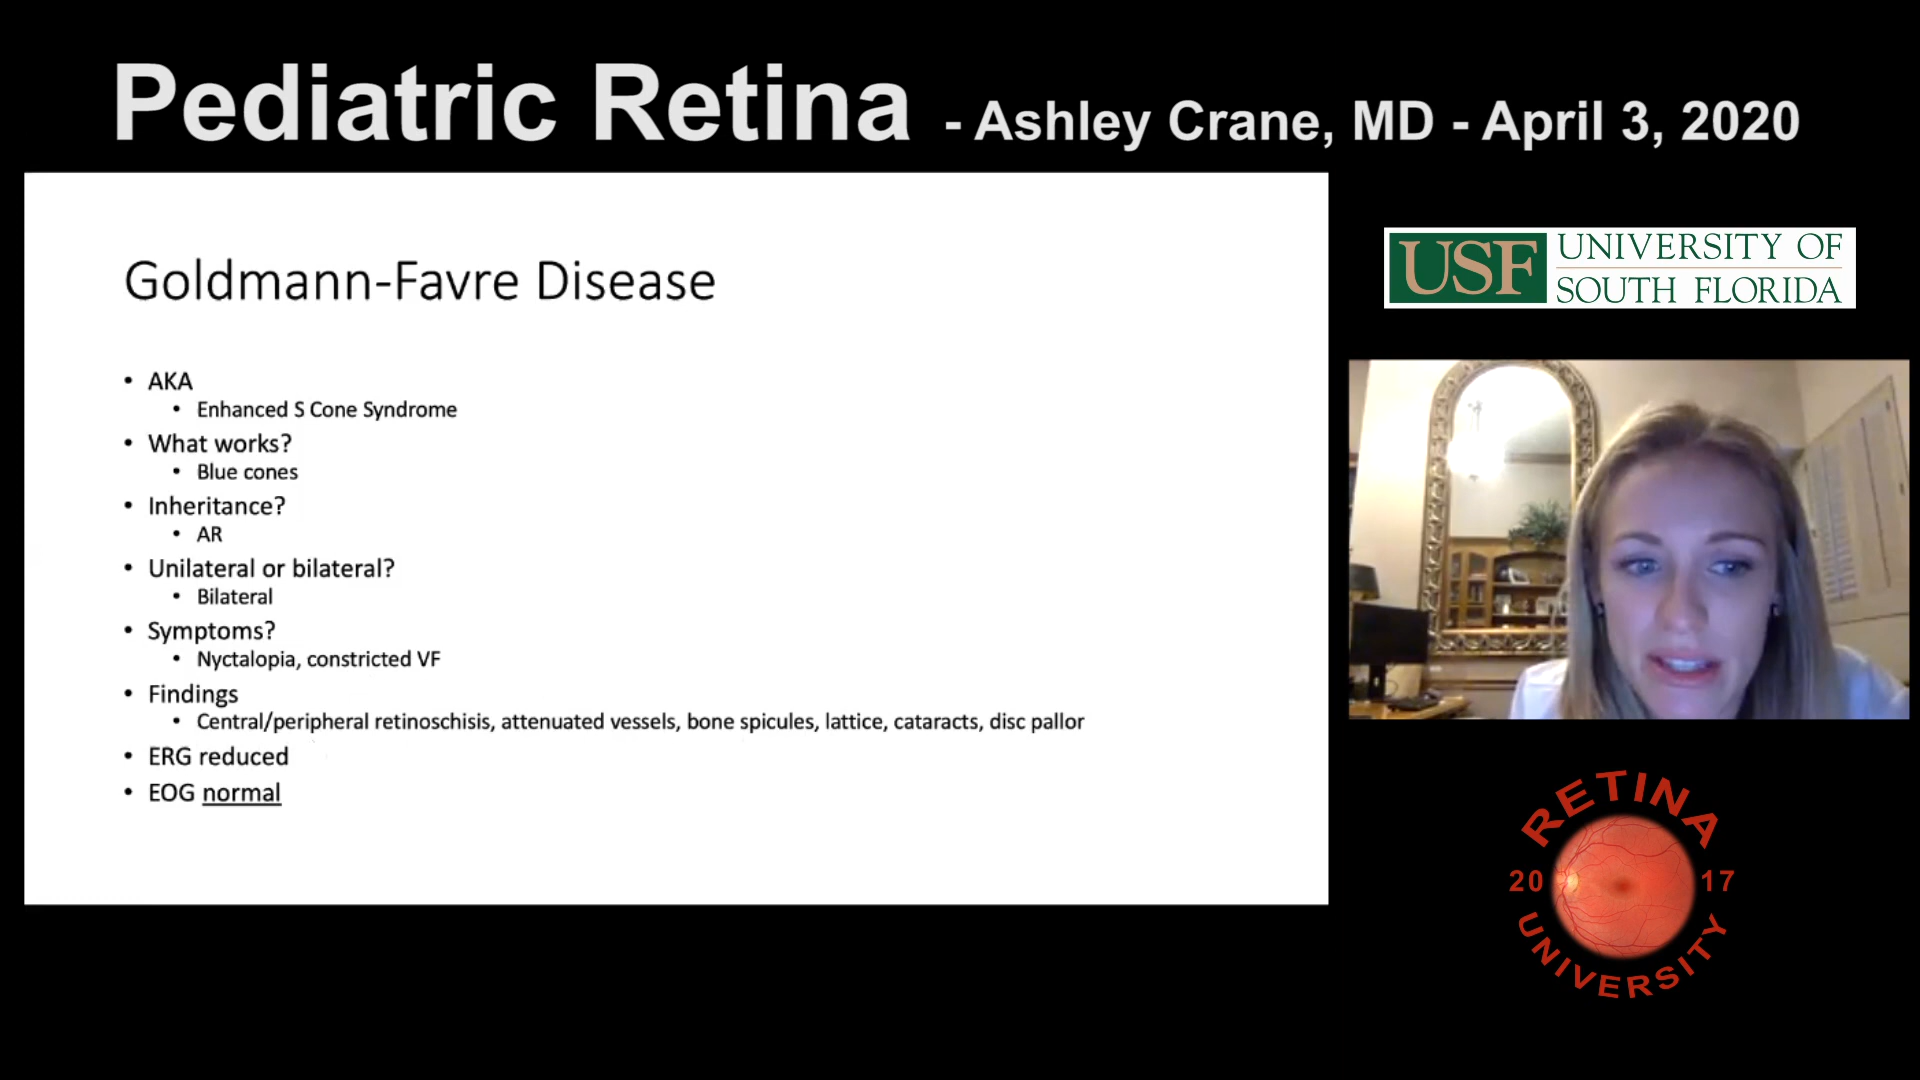 Pediatric Retina - Ashley Crane, MD - April 3, 2020
Goldmann-Favre Disease
• AKA
• Enhanced S Cone Syndrome
• What works?
• Blue cones
• Inheritance?
• AR
• Unilateral or bilateral?
• Bilateral
• Symptoms?
• Nyctalopia, constricted VF
• Findings
• Central/peripheral retinoschisis, attenuated vessels, bone spicules, lattice, cataracts, disc pallor
• ERG reduced
• EOG normal
USF UNIVERSITY OF
SOUTH FLORIDA
RETINA
20 17
UNIVERSITY